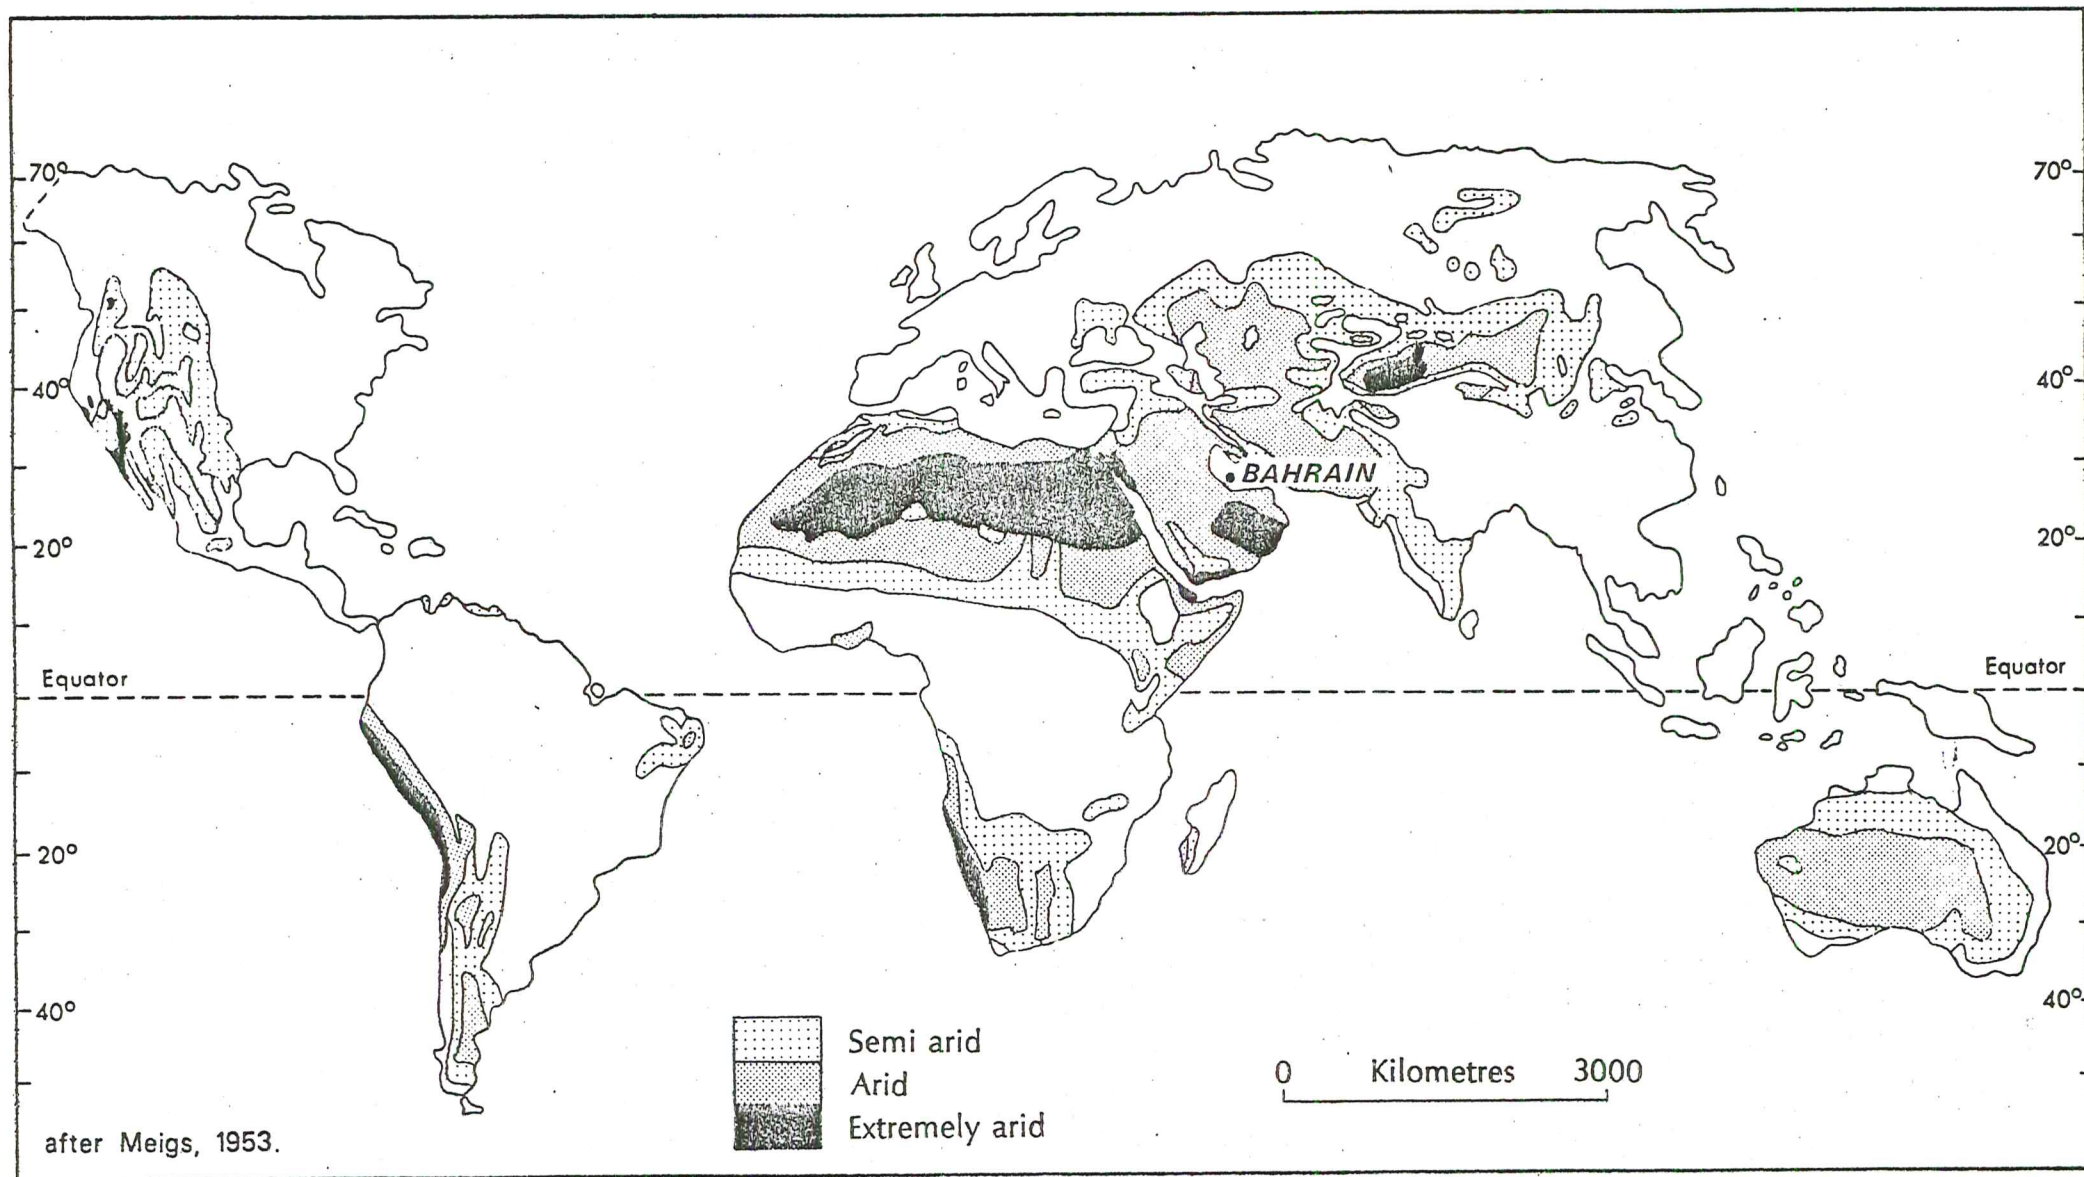 70° 70°
40° 40°
BAHRAIN
20° 20°
Equator Equator
20° 20°
40° 40°
Semi arid
Arid
Extremely arid
0 Kilometres 3000
after Meigs, 1953.